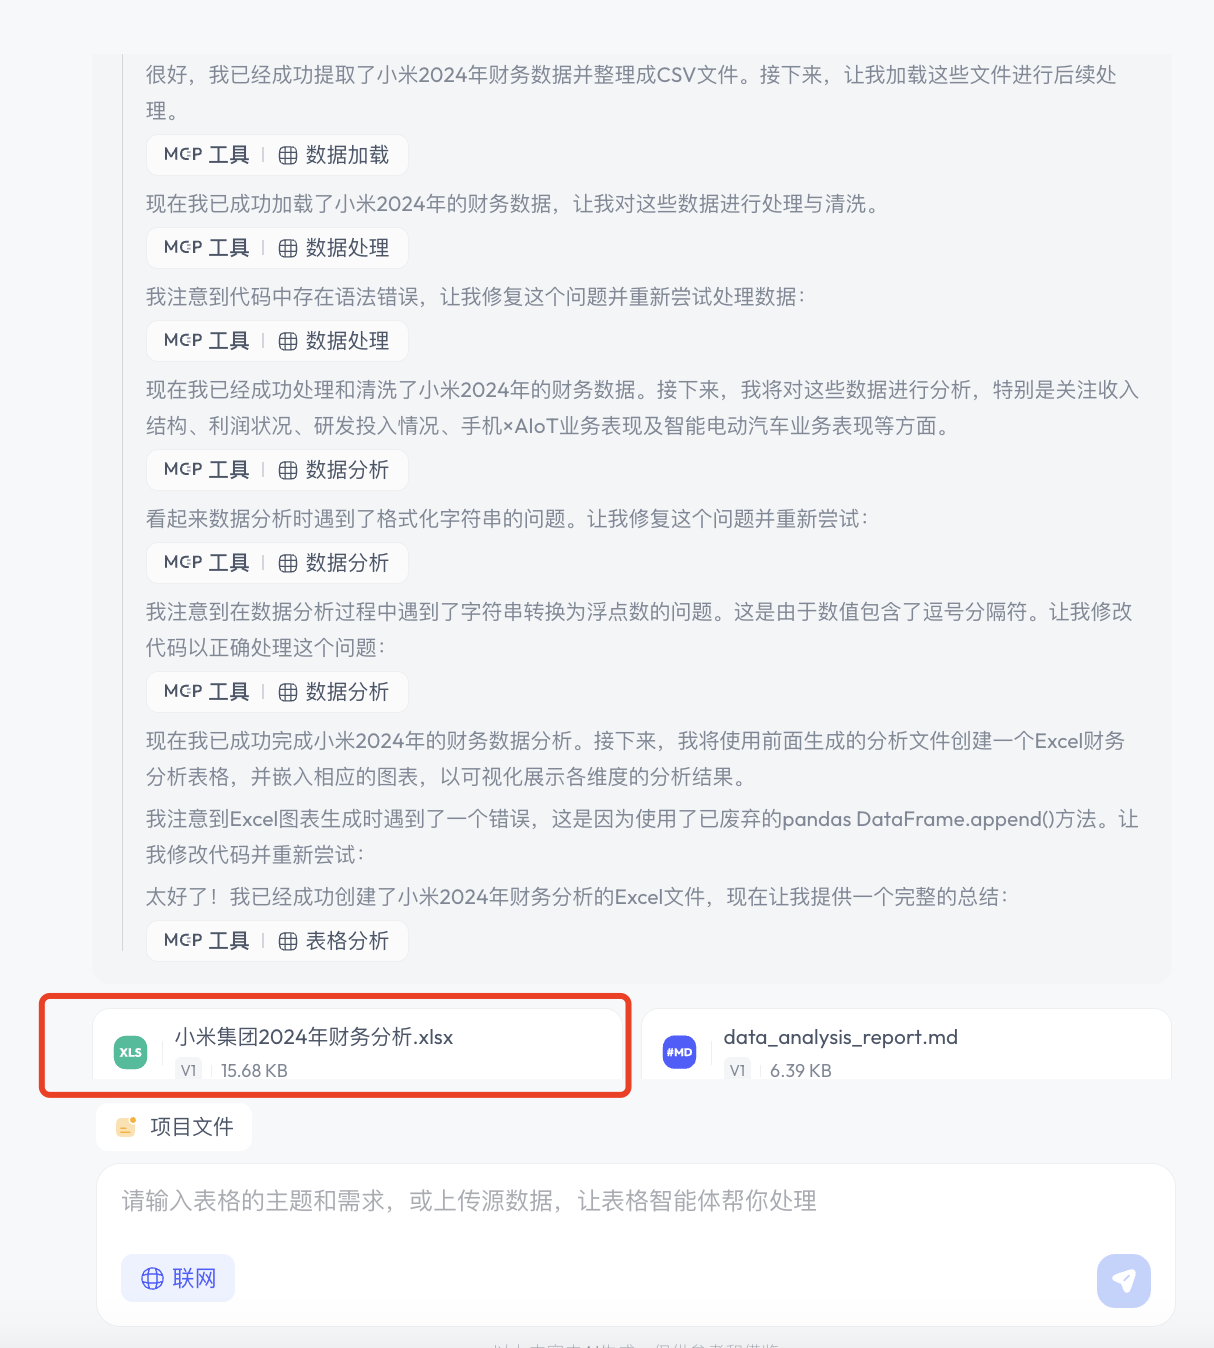 很好，我已经成功提取了小米2024年财务数据并整理成CSV文件。接下来，让我加载这些文件进行后续处
理。
MCP 工具 | 数据加载
现在我已成功加载了小米2024年的财务数据，让我对这些数据进行处理与清洗。
MCP 工具 | 数据处理
我注意到代码中存在语法错误，让我修复这个问题并重新尝试处理数据：
MCP 工具 | 数据处理
现在我已经成功处理和清洗了小米2024年的财务数据。接下来，我将对这些数据进行分析，特别是关注收入
结构、利润状况、研发投入情况、手机×AIoT业务表现及智能电动汽车业务表现等方面。
MCP 工具 | 数据分析
看起来数据分析时遇到了格式化字符串的问题。让我修复这个问题并重新尝试：
MCP 工具 | 数据分析
我注意到在数据分析过程中遇到了字符串转换为浮点数的问题。这是由于数值包含了逗号分隔符。让我修改
代码以正确处理这个问题：
MCP 工具 | 数据分析
现在我已成功完成小米2024年的财务数据分析。接下来，我将使用前面生成的分析文件创建一个Excel财务
分析表格，并嵌入相应的图表，以可视化展示各维度的分析结果。
我注意到Excel图表生成时遇到了一个错误，这是因为使用了已废弃的pandas DataFrame.append()方法。让
我修改代码并重新尝试：
太好了！我已经成功创建了小米2024年财务分析的Excel文件，现在让我提供一个完整的总结：
MCP 工具 | 表格分析
XLS 小米集团2024年财务分析.xlsx
V1 | 15.68 KB
#MD data_analysis_report.md
V1 | 6.39 KB
项目文件
请输入表格的主题和需求，或上传源数据，让表格智能体帮你处理
联网